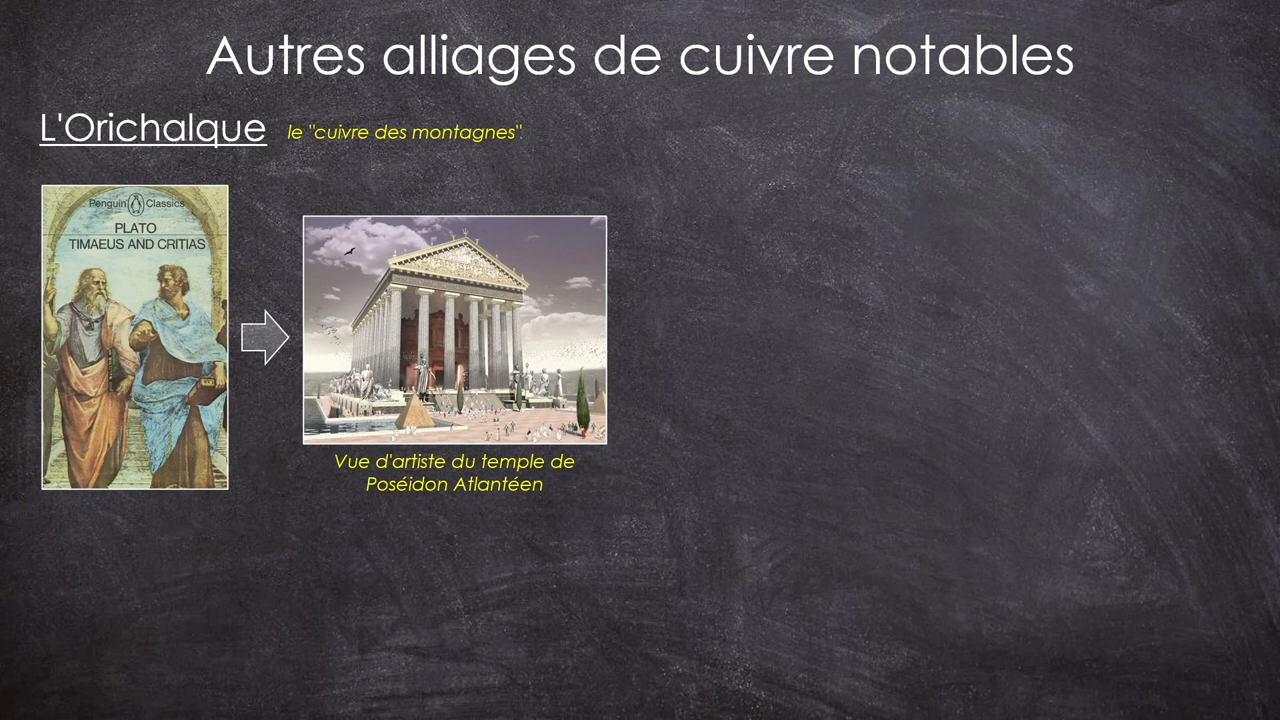 Autres alliages de cuivre notables
L'Orichalque
le "cuivre des montagnes"
Penguin Classics
PLATO
TIMAEUS AND CRITIAS
Vue d'artiste du temple de
Poséidon Atlantéen